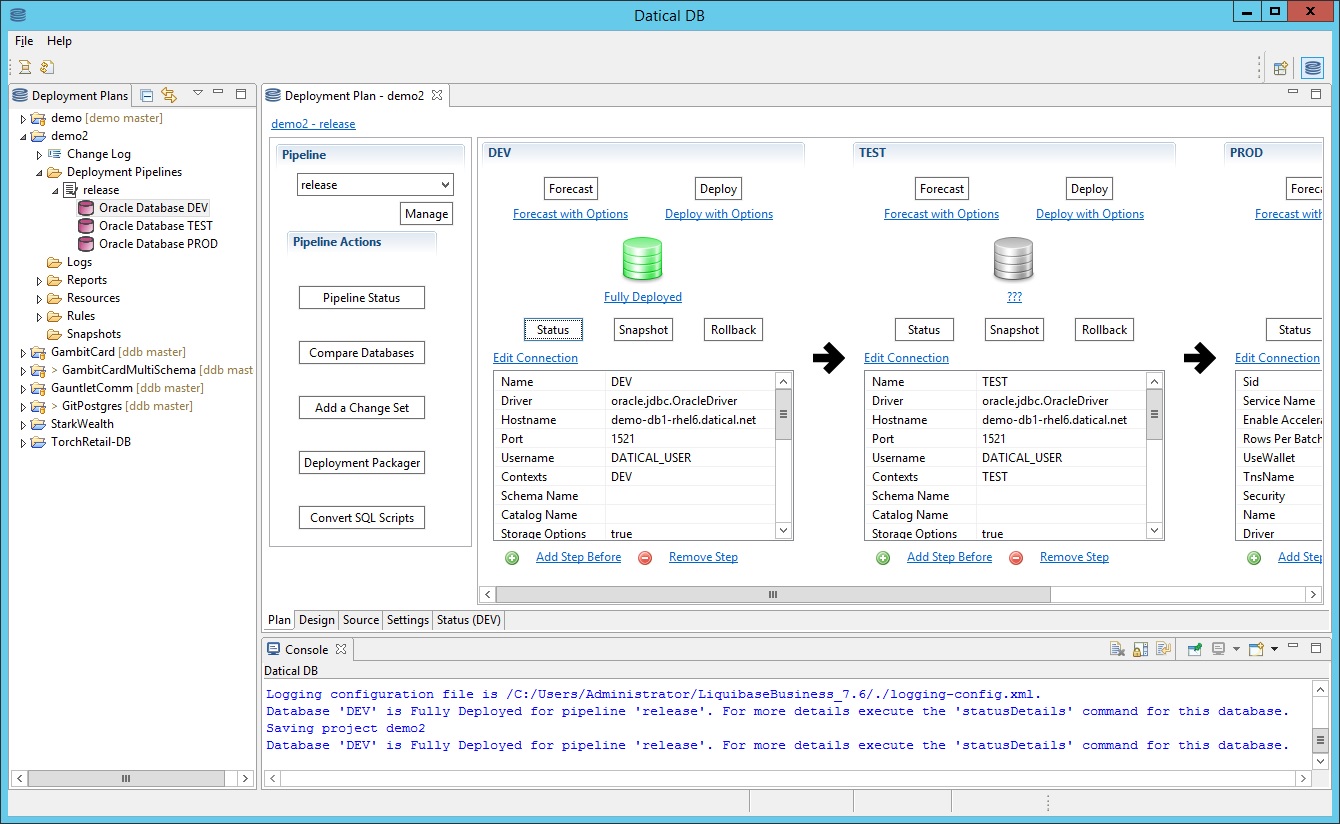 Datical DB
File Help
Deployment Plans
demo [demo master]
demo2
Change Log
Deployment Pipelines
release
Oracle Database DEV
Oracle Database TEST
Oracle Database PROD
Logs
Reports
Resources
Rules
Snapshots
GambitCard [ddb master]
> GambitCardMultiSchema [ddb mast
GauntletComm [ddb master]
> GitPostgres [ddb master]
StarkWealth
TorchRetail-DB
Deployment Plan - demo2
demo2 - release
Pipeline
release
Manage
Pipeline Actions
Pipeline Status
Compare Databases
Add a Change Set
Deployment Packager
Convert SQL Scripts
DEV
Forecast Deploy
Forecast with Options Deploy with Options
Fully Deployed
Status Snapshot Rollback
Edit Connection
Name DEV
Driver oracle.jdbc.OracleDriver
Hostname demo-db1-rhel6.datical.net
Port 1521
Username DATICAL_USER
Contexts DEV
Schema Name
Catalog Name
Storage Options true
Add Step Before Remove Step
TEST
Forecast Deploy
Forecast with Options Deploy with Options
???
Status Snapshot Rollback
Edit Connection
Name TEST
Driver oracle.jdbc.OracleDriver
Hostname demo-db1-rhel6.datical.net
Port 1521
Username DATICAL_USER
Contexts TEST
Schema Name
Catalog Name
Storage Options true
Add Step Before Remove Step
PROD
Foreca
Forecast with
Status
Edit Connection
Sid
Service Name
Enable Accelera
Rows Per Batch
UseWallet
TnsName
Security
Name
Driver
Add Step
Plan Design Source Settings Status (DEV)
Console
Datical DB
Logging configuration file is /C:/Users/Administrator/LiquibaseBusiness_7.6/./logging-config.xml.
Database 'DEV' is Fully Deployed for pipeline 'release'. For more details execute the 'statusDetails' command for this database.
Saving project demo2
Database 'DEV' is Fully Deployed for pipeline 'release'. For more details execute the 'statusDetails' command for this database.